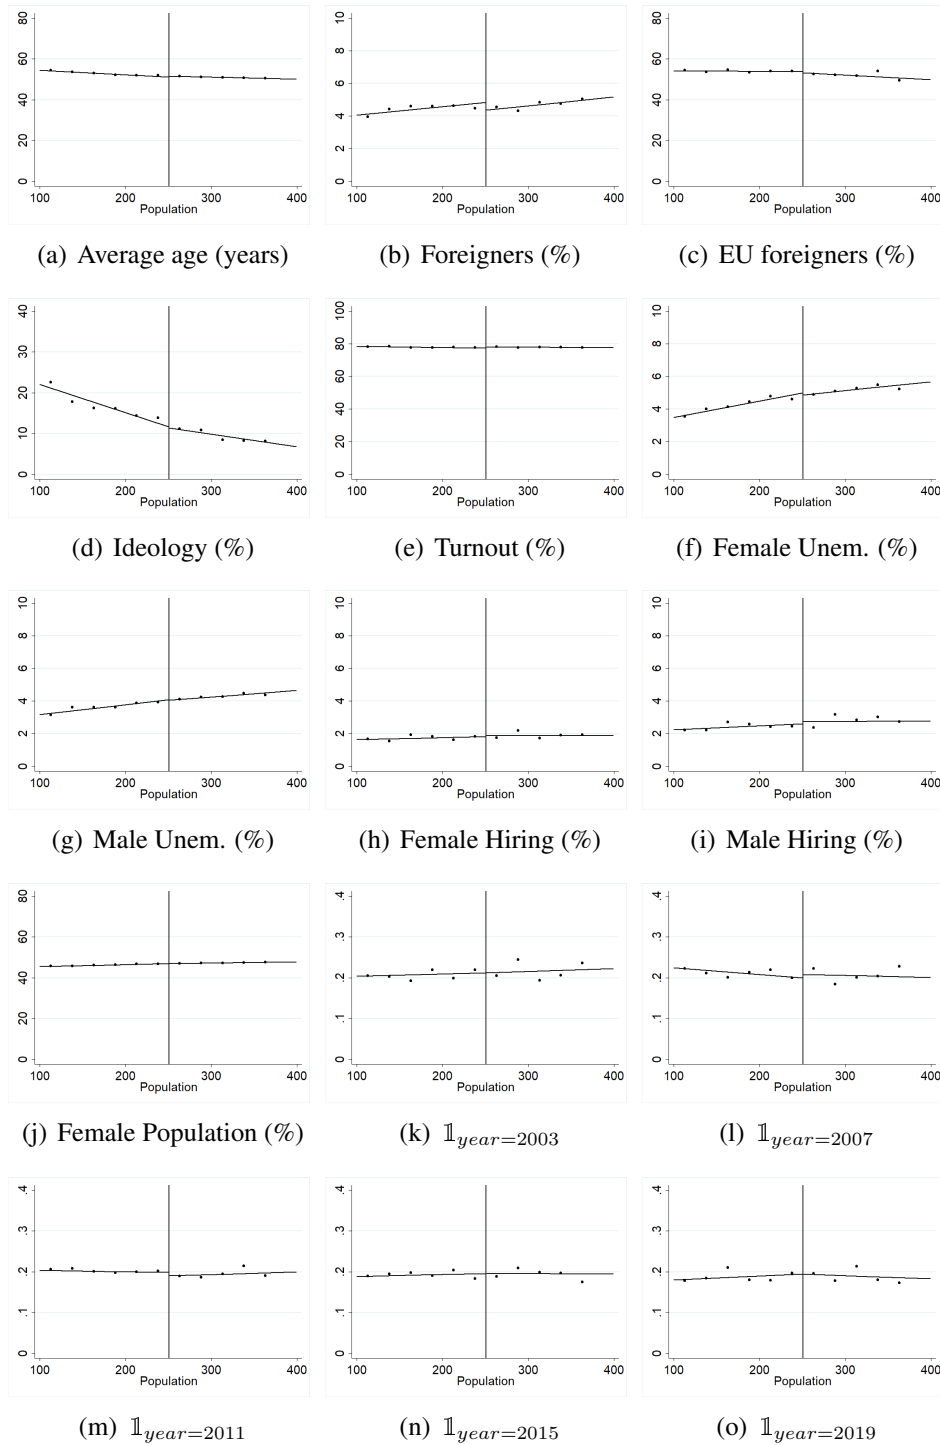 80
60
40
20
0
100 200 300 400
Population
10
8
6
4
2
0
100 200 300 400
Population
80
60
40
20
0
100 200 300 400
Population
(a) Average age (years)
(b) Foreigners (%)
(c) EU foreigners (%)
40
30
20
10
0
100 200 300 400
Population
100
80
60
40
20
0
100 200 300 400
Population
10
8
6
4
2
0
100 200 300 400
Population
(d) Ideology (%)
(e) Turnout (%)
(f) Female Unem. (%)
10
8
6
4
2
0
100 200 300 400
Population
10
8
6
4
2
0
100 200 300 400
Population
10
8
6
4
2
0
100 200 300 400
Population
(g) Male Unem. (%)
(h) Female Hiring (%)
(i) Male Hiring (%)
80
60
40
20
0
100 200 300 400
Population
.4
.3
.2
.1
0
100 200 300 400
Population
.4
.3
.2
.1
0
100 200 300 400
Population
(j) Female Population (%)
(k) 𝟙year=2003
(l) 𝟙year=2007
.4
.3
.2
.1
0
100 200 300 400
Population
.4
.3
.2
.1
0
100 200 300 400
Population
.4
.3
.2
.1
0
100 200 300 400
Population
(m) 𝟙year=2011
(n) 𝟙year=2015
(o) 𝟙year=2019